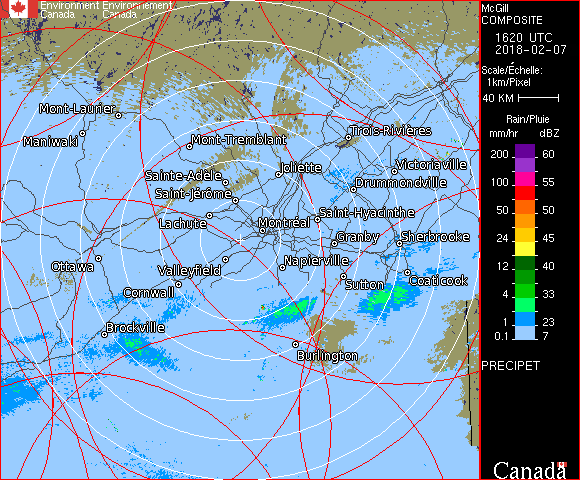 Environment Environnement
Canada Canada
McGill
COMPOSITE
1620 UTC
2018-02-07
Scale/Échelle:
1km/Pixel
40 KM
Rain/Pluie
mm/hr dBZ
200 60
100 55
50 50
24 45
12 40
4 33
1 23
0.1 7
PRECIPET
Canada
Mont-Laurier
Maniwaki
Mont-Tremblant
Trois-Rivières
Joliette
Victoriaville
Sainte-Adèle
Drummondville
Saint-Jérôme
Saint-Hyacinthe
Lachute
Montréal
Granby
Sherbrooke
Ottawa
Valleyfield
Napierville
Coaticook
Sutton
Cornwall
Brockville
Burlington